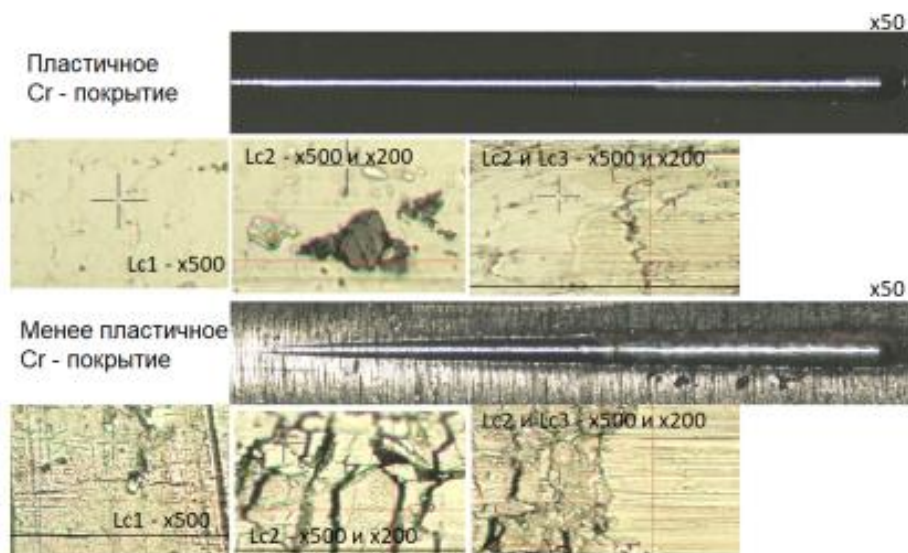 x50
Пластичное
Cr - покрытие
Lc2 - x500 и x200
Lc2 и Lc3 - x500 и x200
Lc1 - x500
x50
Менее пластичное
Cr - покрытие
Lc2 и Lc3 - x500 и x200
Lc1 - x500
Lc2 - x500 и x200